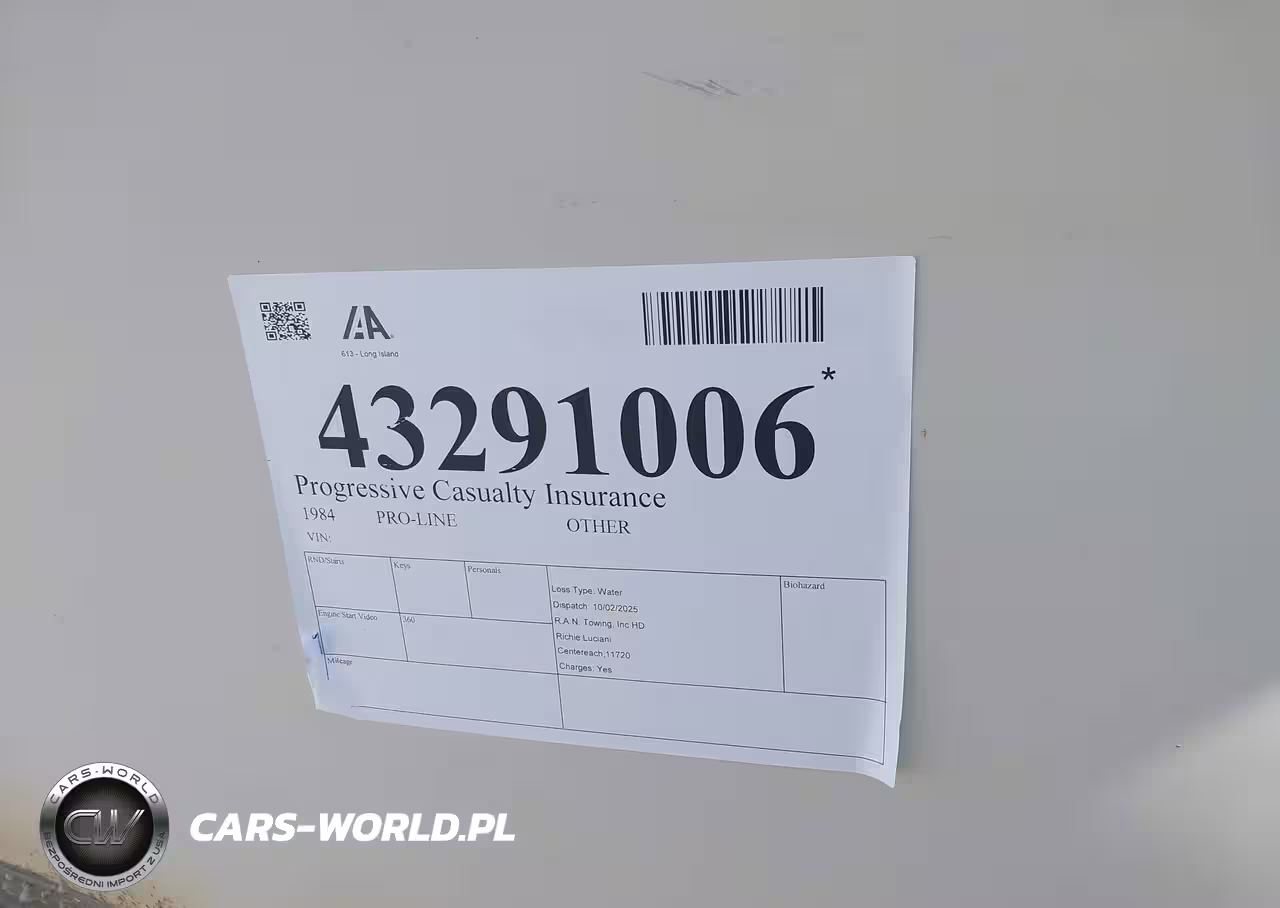 IAA
613 - Long Island
43291006*
Progressive Casualty Insurance
1984 PRO-LINE OTHER
VIN:
RND/Starts Keys Personals Biohazard
Loss Type: Water
Dispatch 10/02/2025
Engine Start Video 360
R.A.N. Towing, Inc HD
Richie Luciani
Centereach,11720
Mileage
Charges: Yes
CARS-WORLD
CW
BEZPOŚREDNI IMPORT Z USA
CARS-WORLD.PL